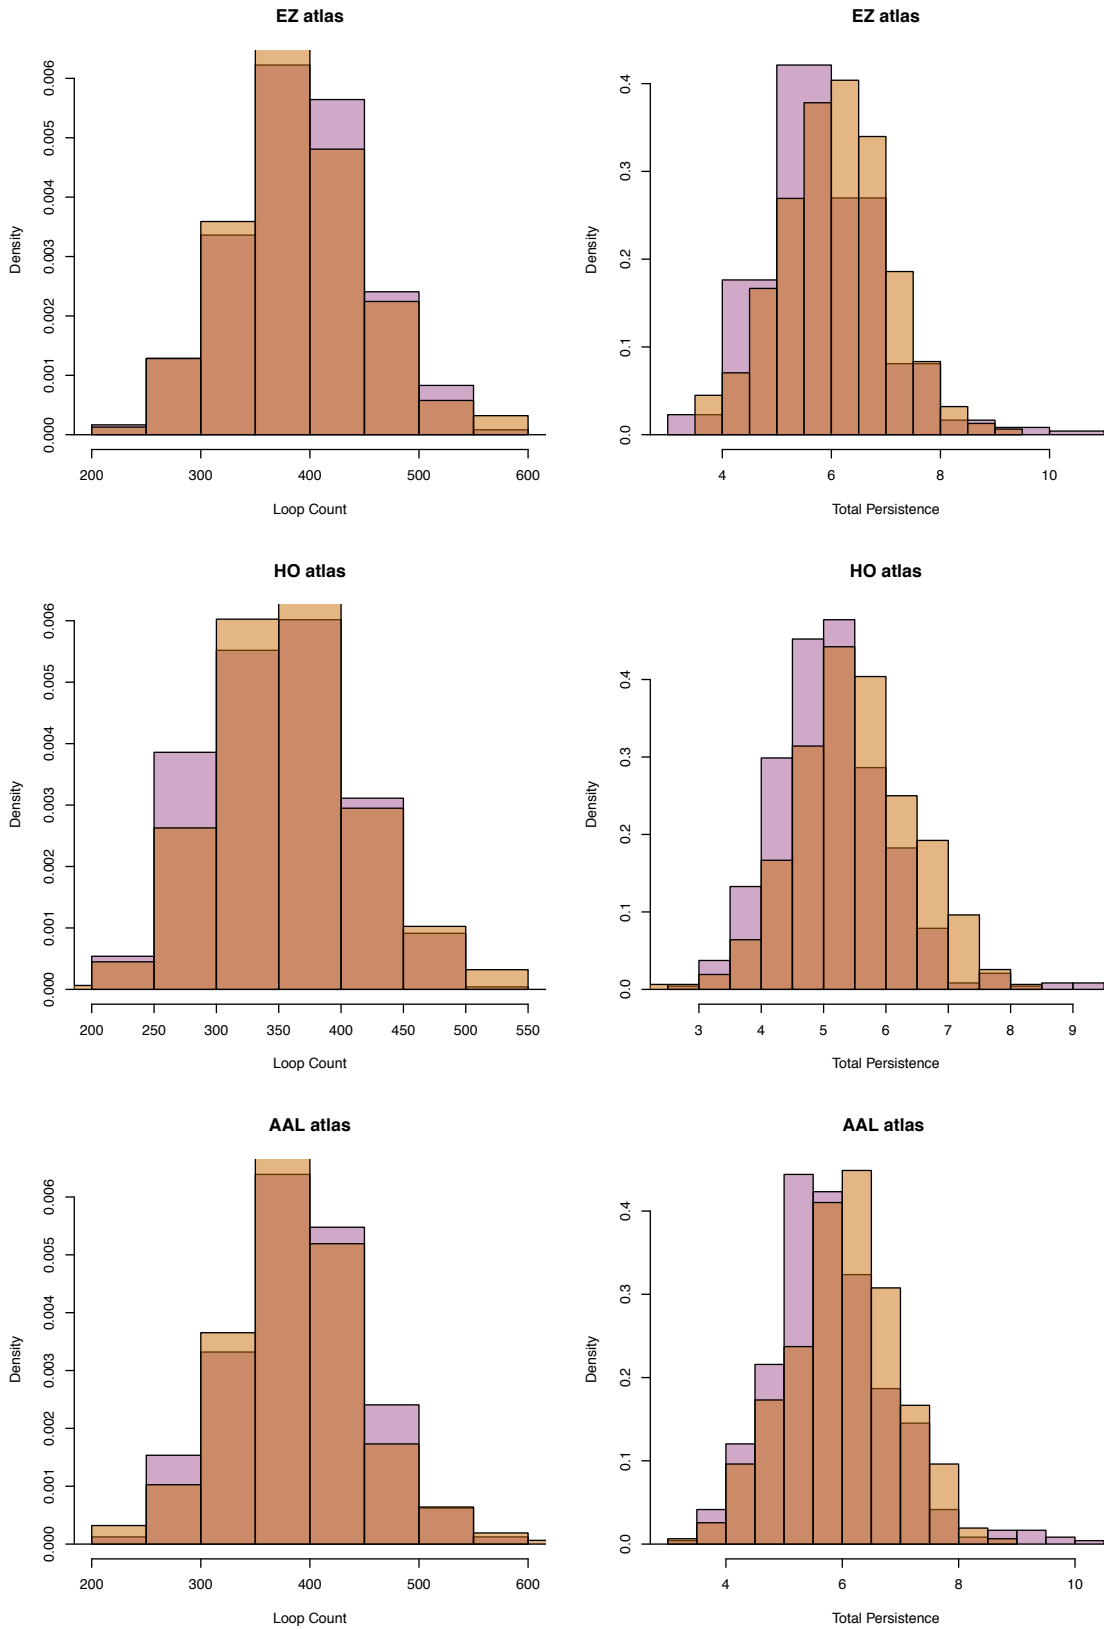 EZ atlas
0.006
0.005
0.004
0.003
0.002
0.001
0.000
Density
200 300 400 500 600
Loop Count
EZ atlas
0.4
0.3
0.2
0.1
0.0
Density
4 6 8 10
Total Persistence
HO atlas
0.006
0.005
0.004
0.003
0.002
0.001
0.000
Density
200 250 300 350 400 450 500 550
Loop Count
HO atlas
0.4
0.3
0.2
0.1
0.0
Density
3 4 5 6 7 8 9
Total Persistence
AAL atlas
0.006
0.005
0.004
0.003
0.002
0.001
0.000
Density
200 300 400 500 600
Loop Count
AAL atlas
0.4
0.3
0.2
0.1
0.0
Density
4 6 8 10
Total Persistence